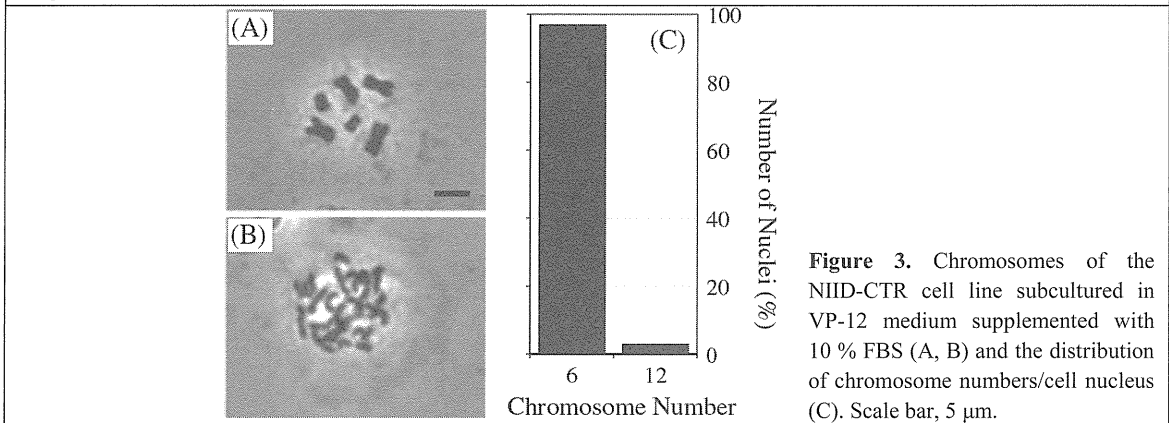 (A)
(B)
(C)
100
80
60
40
20
0
Number of Nuclei (%)
6 12
Chromosome Number
Figure 3. Chromosomes of the
NIID-CTR cell line subcultured in
VP-12 medium supplemented with
10 % FBS (A, B) and the distribution
of chromosome numbers/cell nucleus
(C). Scale bar, 5 μm.